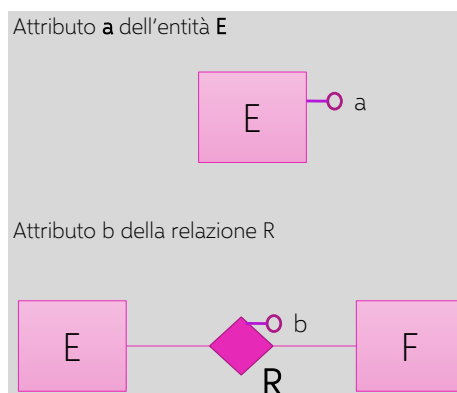 Attributo a dell'entità E
E
a
Attributo b della relazione R
E
b
F
R